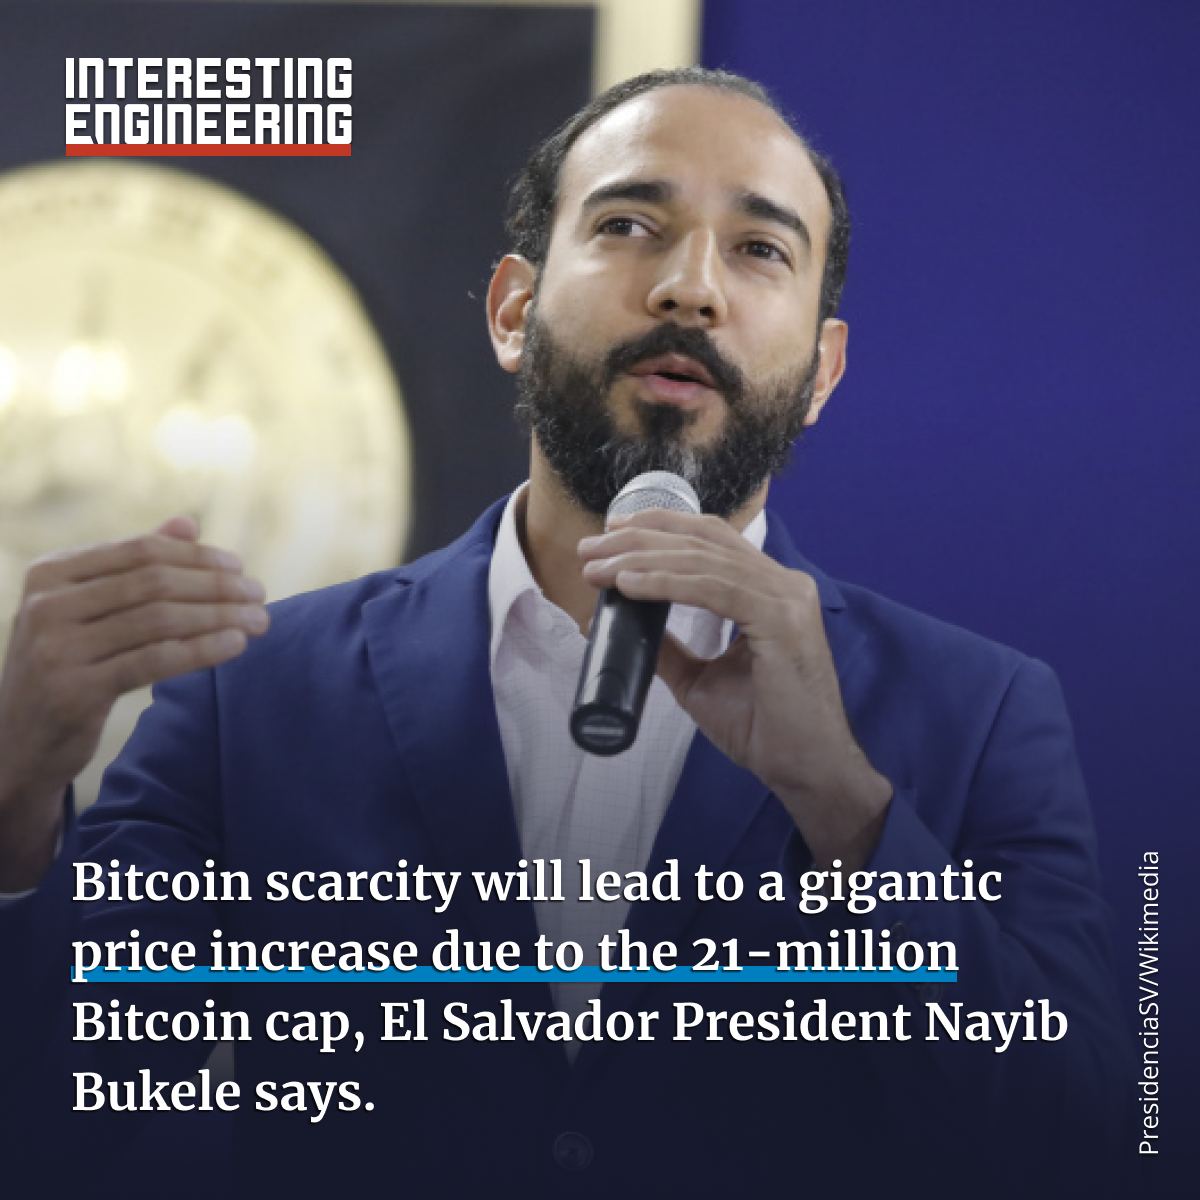 INTERESTING
ENGINEERING
Bitcoin scarcity will lead to a gigantic
price increase due to the 21-million
Bitcoin cap, El Salvador President Nayib
Bukele says.
PresidenciaSV/Wikimedia